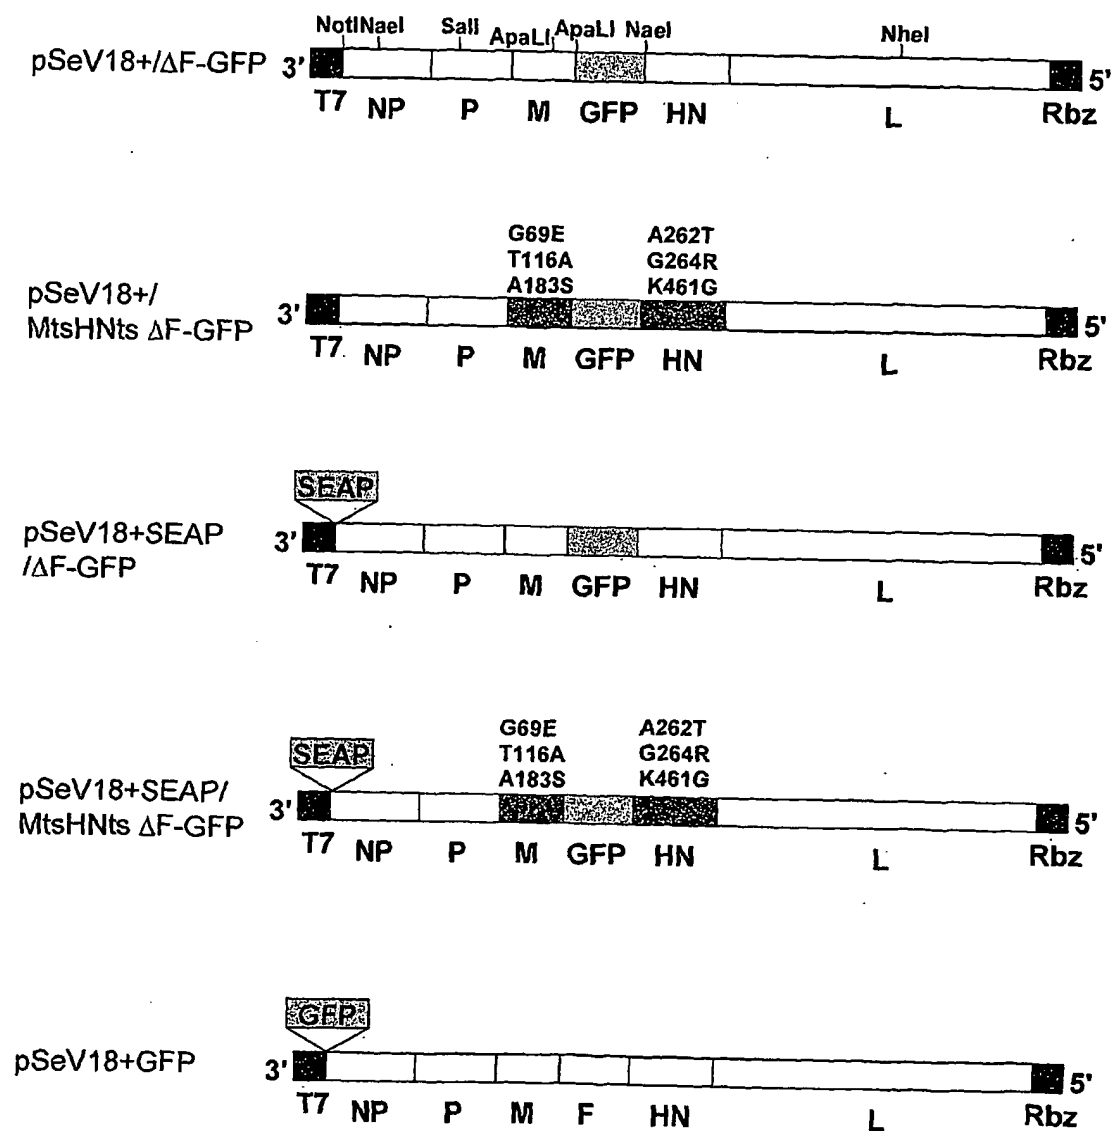 NotINaeI SalI ApaLI ApaLI NaeI NheI
pSeV18+/ΔF-GFP 3' 5'
T7 NP P M GFP HN L Rbz
G69E A262T
T116A G264R
A183S K461G
pSeV18+/
MtsHNts ΔF-GFP 3' 5'
T7 NP P M GFP HN L Rbz
SEAP
pSeV18+SEAP
/ΔF-GFP 3' 5'
T7 NP P M GFP HN L Rbz
G69E A262T
T116A G264R
A183S K461G
SEAP
pSeV18+SEAP/
MtsHNts ΔF-GFP 3' 5'
T7 NP P M GFP HN L Rbz
GFP
pSeV18+GFP 3' 5'
T7 NP P M F HN L Rbz